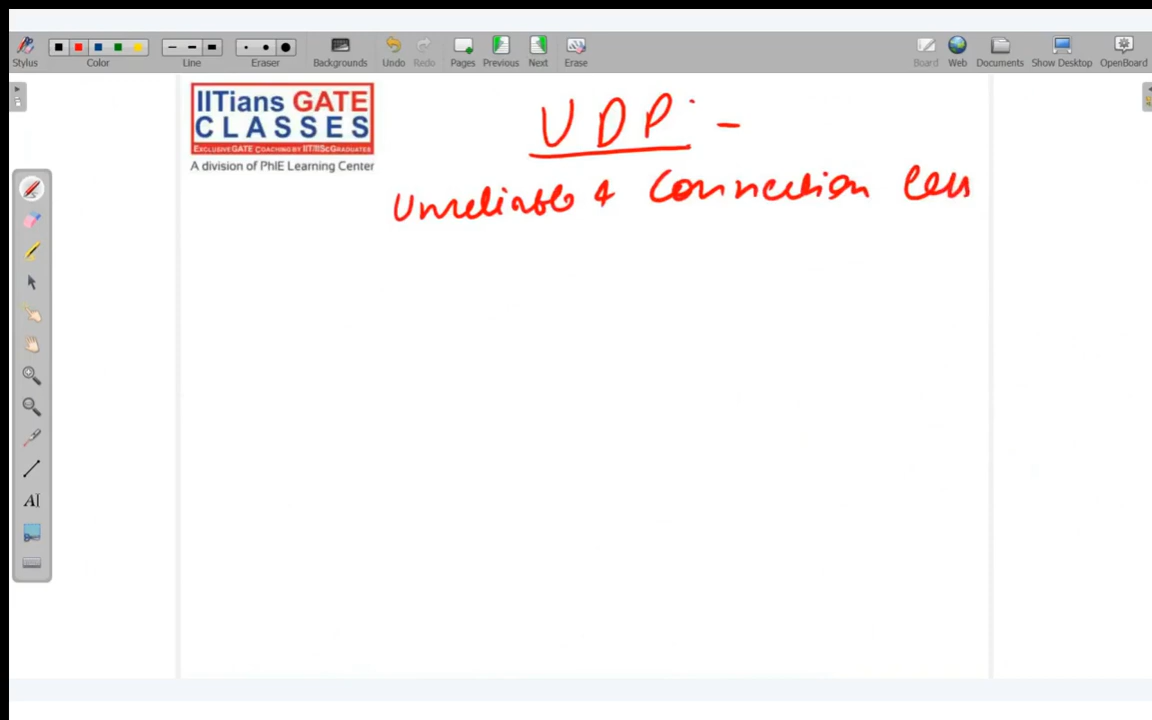 Stylus Color Line Eraser Backgrounds Undo Redo Pages Previous Next Erase Board Web Documents Show Desktop OpenBoard
IITians GATE
CLASSES
EXCLUSIVE GATE COACHING BY IIT/IISc GRADUATES
A division of PhIE Learning Center
UDP :-
Unreliable & Connection less
AI